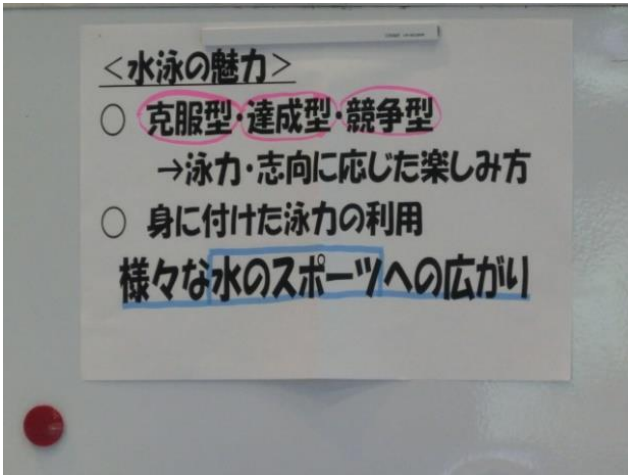 ＜水泳の魅力＞
○ 克服型・達成型・競争型
→泳力・志向に応じた楽しみ方
○ 身に付けた泳力の利用
様々な水のスポーツへの広がり